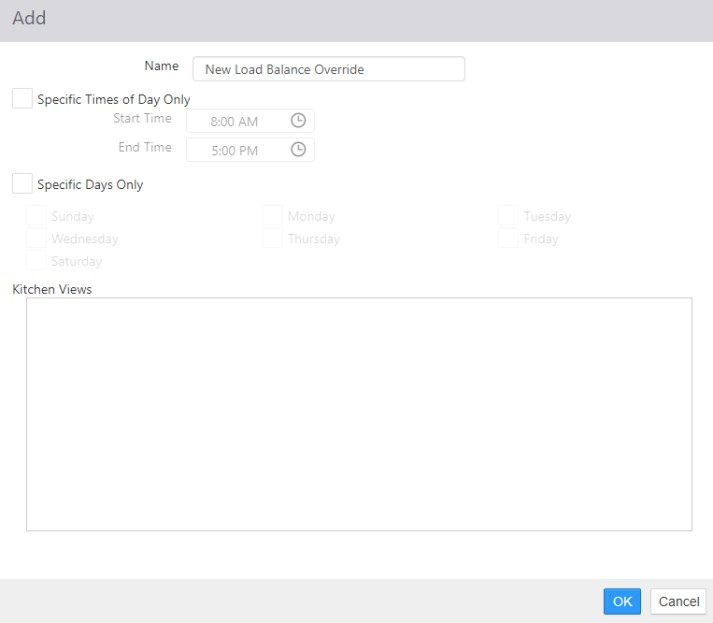 Add
Name New Load Balance Override
Specific Times of Day Only
Start Time 8:00 AM
End Time 5:00 PM
Specific Days Only
Sunday Monday Tuesday
Wednesday Thursday Friday
Saturday
Kitchen Views
OK Cancel